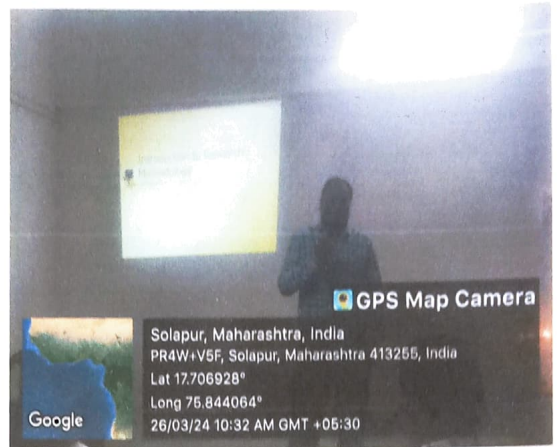 GPS Map Camera
Solapur, Maharashtra, India
PR4W+V5F, Solapur, Maharashtra 413255, India
Lat 17.706928°
Long 75.844064°
26/03/24 10:32 AM GMT +05:30
Google